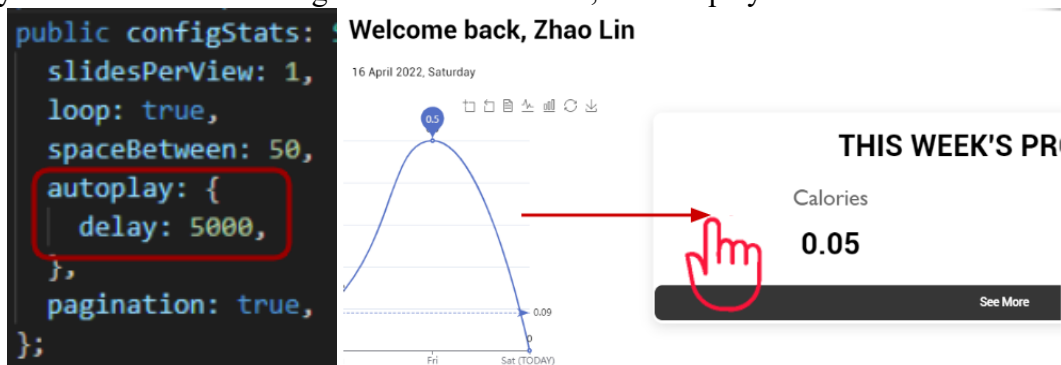 public configStats:
slidesPerView: 1,
loop: true,
spaceBetween: 50,
autoplay: {
delay: 5000,
},
pagination: true,
};
Welcome back, Zhao Lin
16 April 2022, Saturday
0.5
0.09
0
Fri
Sat (TODAY)
THIS WEEK'S PR
Calories
0.05
See More